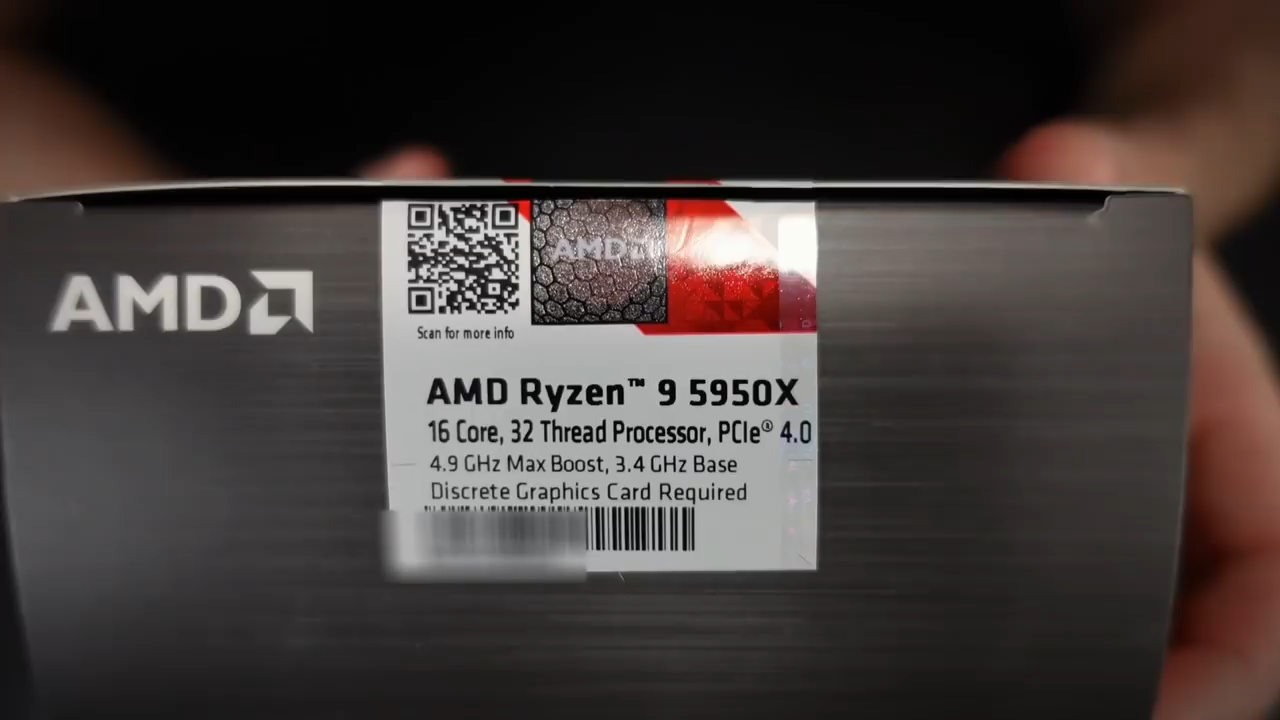 AMD
AMD
Scan for more info
AMD Ryzen™ 9 5950X
16 Core, 32 Thread Processor, PCIe® 4.0
4.9 GHz Max Boost, 3.4 GHz Base
Discrete Graphics Card Required